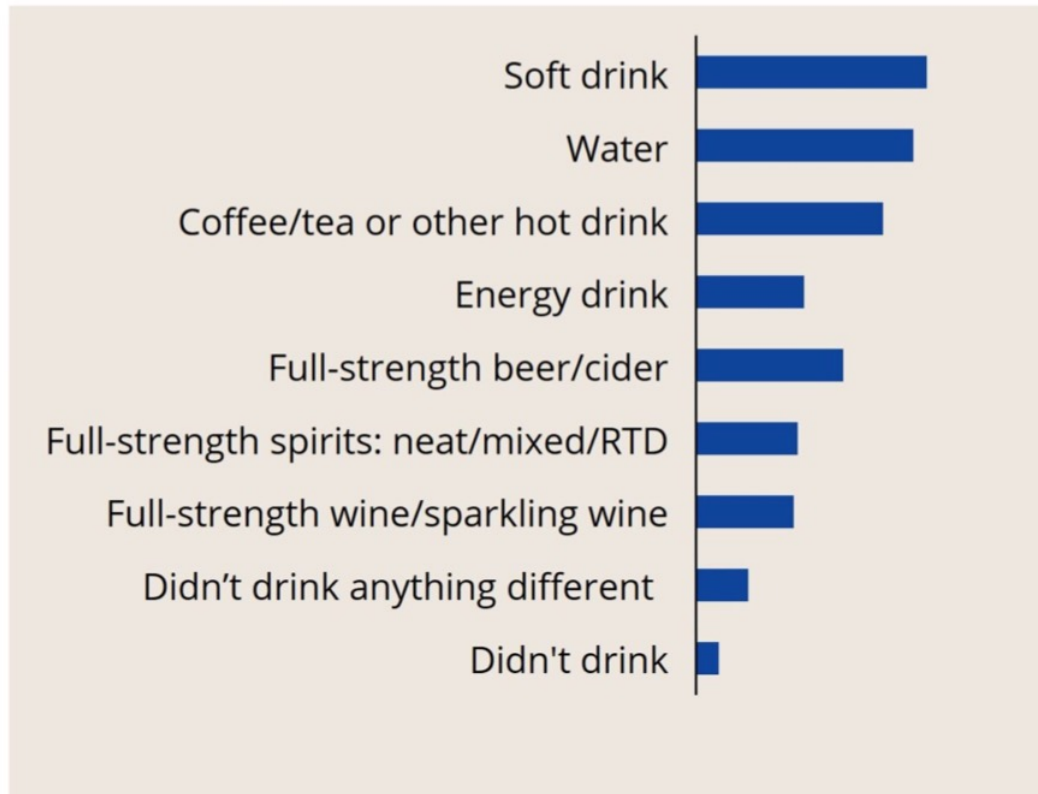 Soft drink
Water
Coffee/tea or other hot drink
Energy drink
Full-strength beer/cider
Full-strength spirits: neat/mixed/RTD
Full-strength wine/sparkling wine
Didn’t drink anything different
Didn't drink